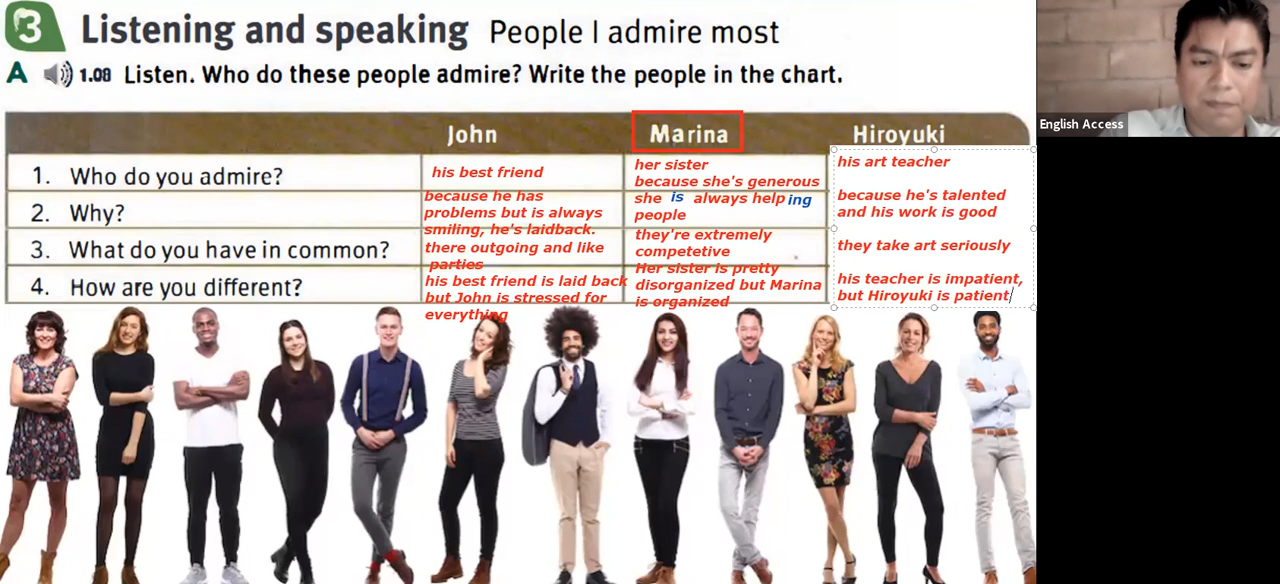 3 Listening and speaking People I admire most
A 1.08 Listen. Who do these people admire? Write the people in the chart.
English Access
John Marina Hiroyuki
1. Who do you admire?
his best friend
her sister
because she's generous
she is always helping
people
his art teacher
2. Why?
because he has
problems but is always
smiling, he's laidback.
because he's talented
and his work is good
3. What do you have in common?
there outgoing and like
parties
they're extremely
competetive
they take art seriously
4. How are you different?
his best friend is laid back
but John is stressed for
everything
Her sister is pretty
disorganized but Marina
is organized
his teacher is impatient,
but Hiroyuki is patient